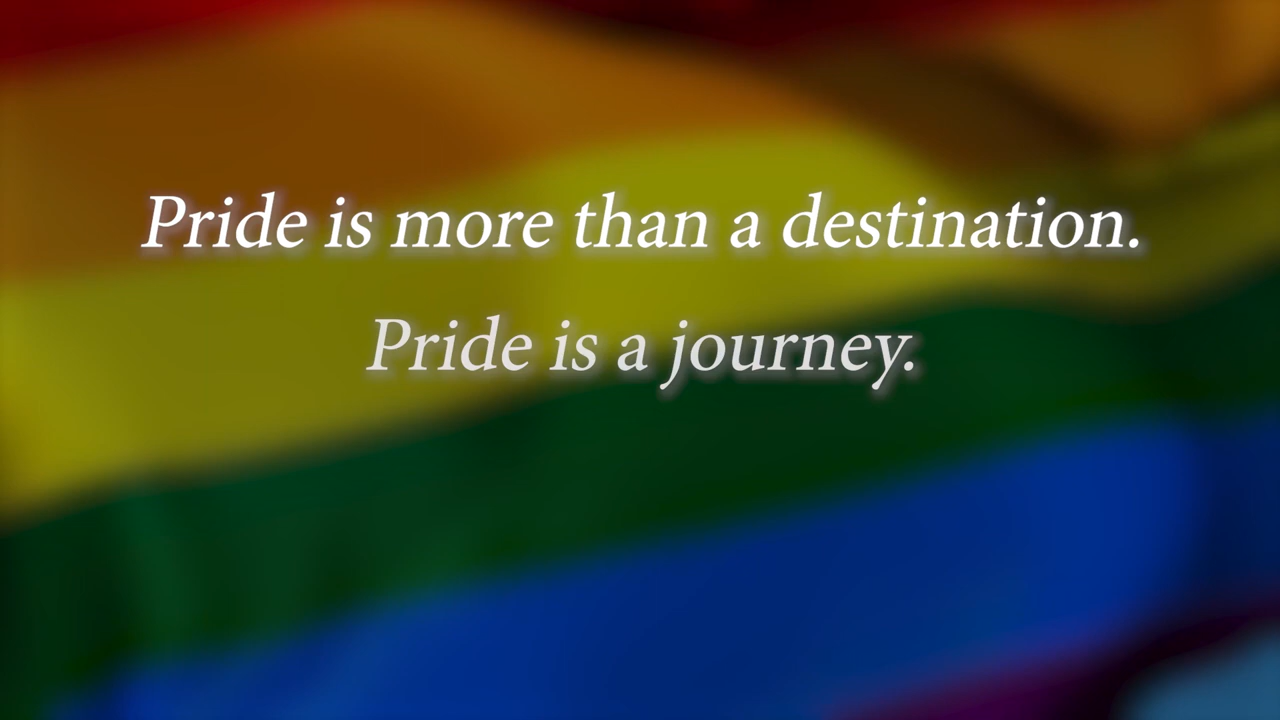 Pride is more than a destination.
Pride is a journey.